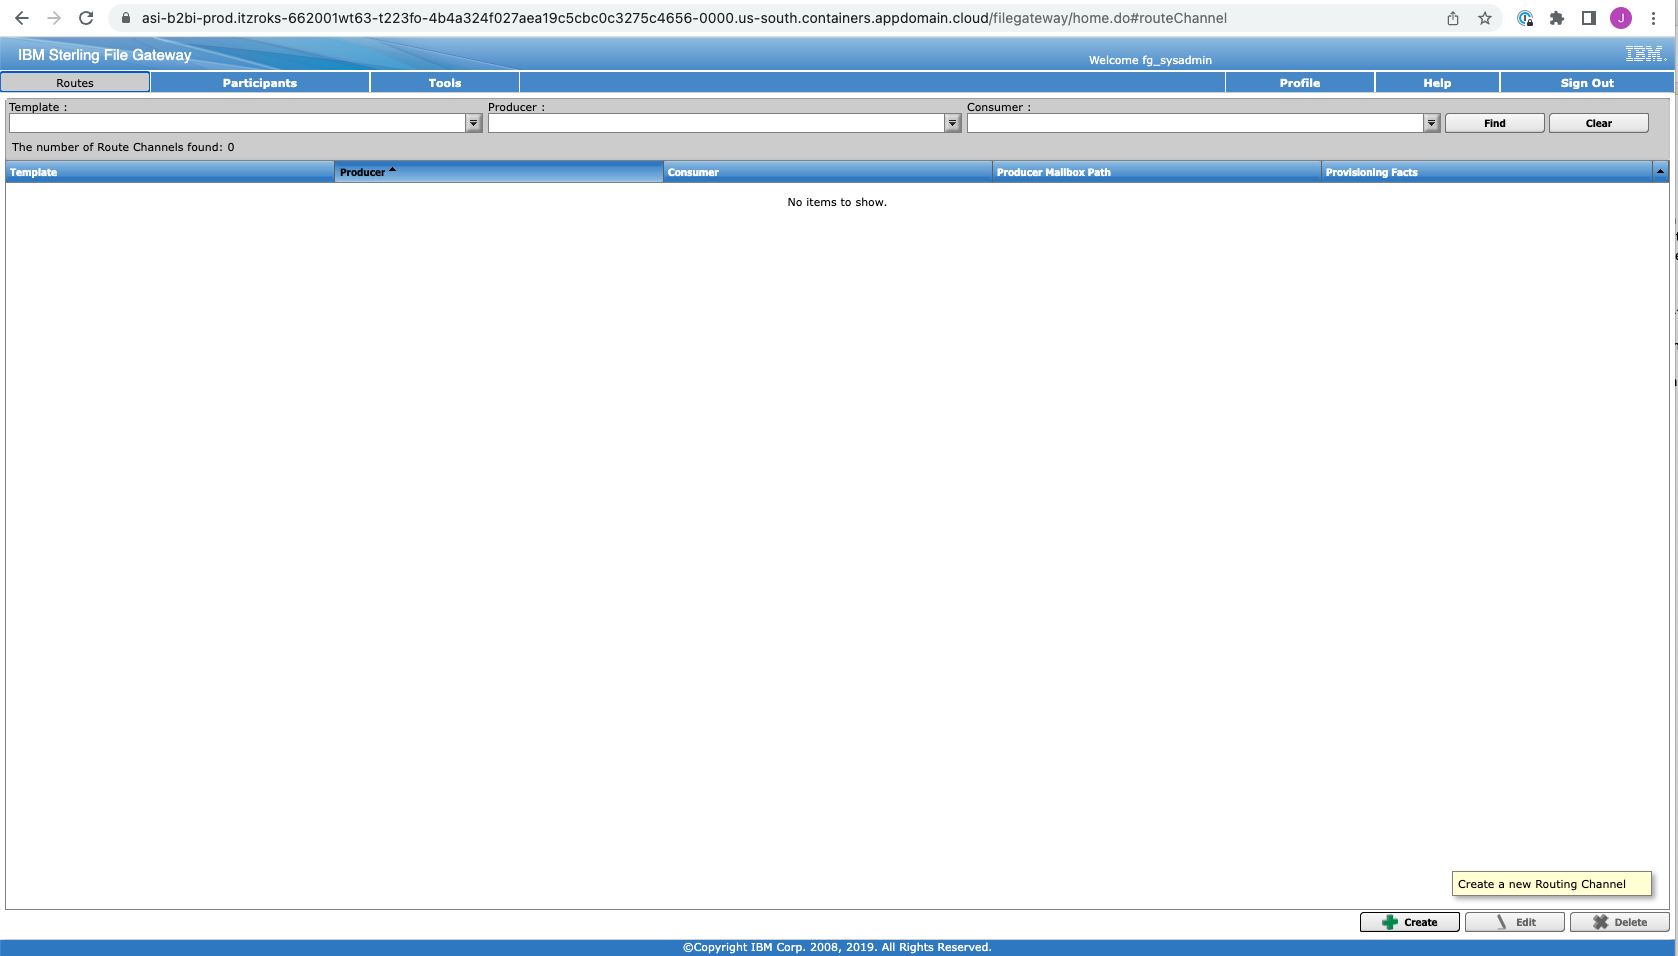 asi-b2bi-prod.itzroks-662001wt63-t223fo-4b4a324f027aea19c5cbc0c3275c4656-0000.us-south.containers.appdomain.cloud/filegateway/home.do#routeChannel
J
IBM Sterling File Gateway
Welcome fg_sysadmin
IBM
Routes Participants Tools Profile Help Sign Out
Template : Producer : Consumer :
Find Clear
The number of Route Channels found: 0
Template Producer Consumer Producer Mailbox Path Provisioning Facts
No items to show.
Create a new Routing Channel
Create Edit Delete
©Copyright IBM Corp. 2008, 2019. All Rights Reserved.